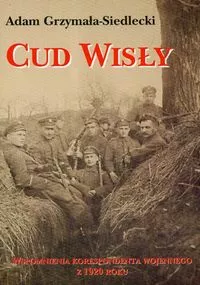 Adam Grzymała-Siedlecki
CUD WISŁY
WSPOMNIENIA KORESPONDENTA WOJENNEGO
Z 1920 ROKU